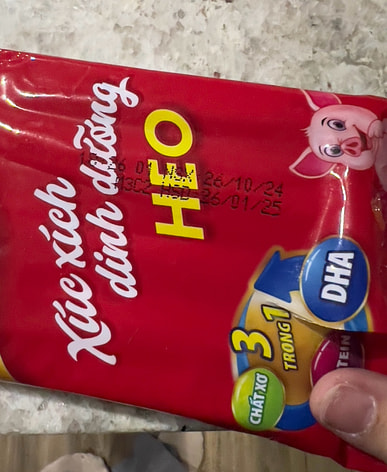 Xúc xích
dinh dưỡng
HEO
NSX 26/10/24
HSD 26/01/25
3
TRONG 1
DHA
CHẤT XƠ